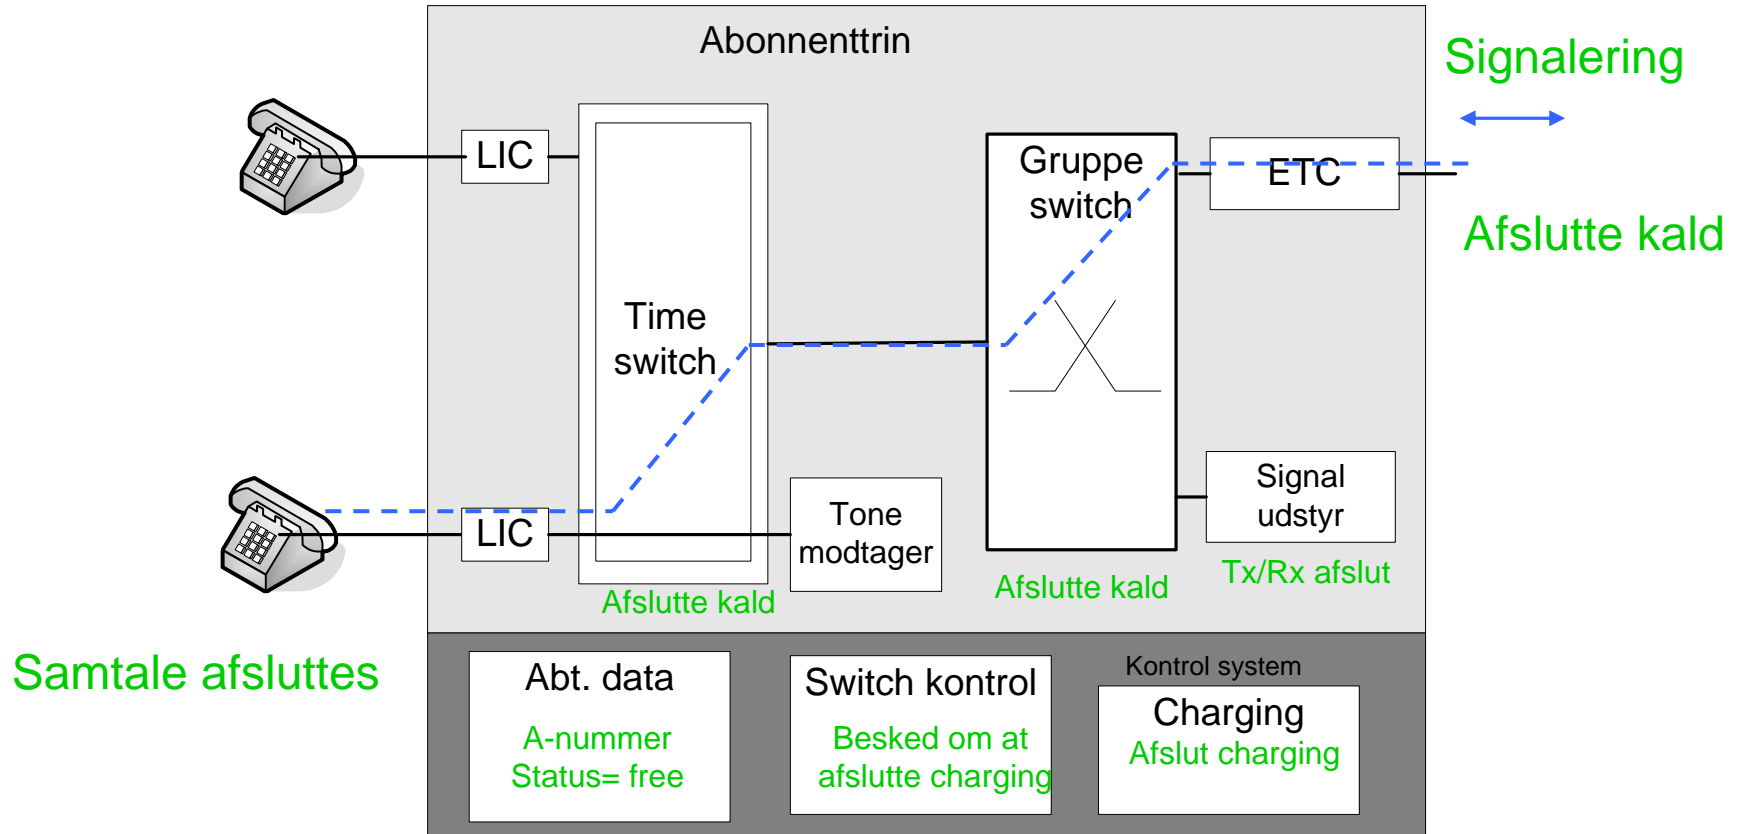 Abonnenttrin
Signalering
LIC
Gruppe
switch
ETC
Afslutte kald
Time
switch
LIC
Tone
modtager
Signal
udstyr
Afslutte kald
Afslutte kald
Tx/Rx afslut
Samtale afsluttes
Abt. data
A-nummer
Status= free
Switch kontrol
Besked om at
afslutte charging
Kontrol system
Charging
Afslut charging